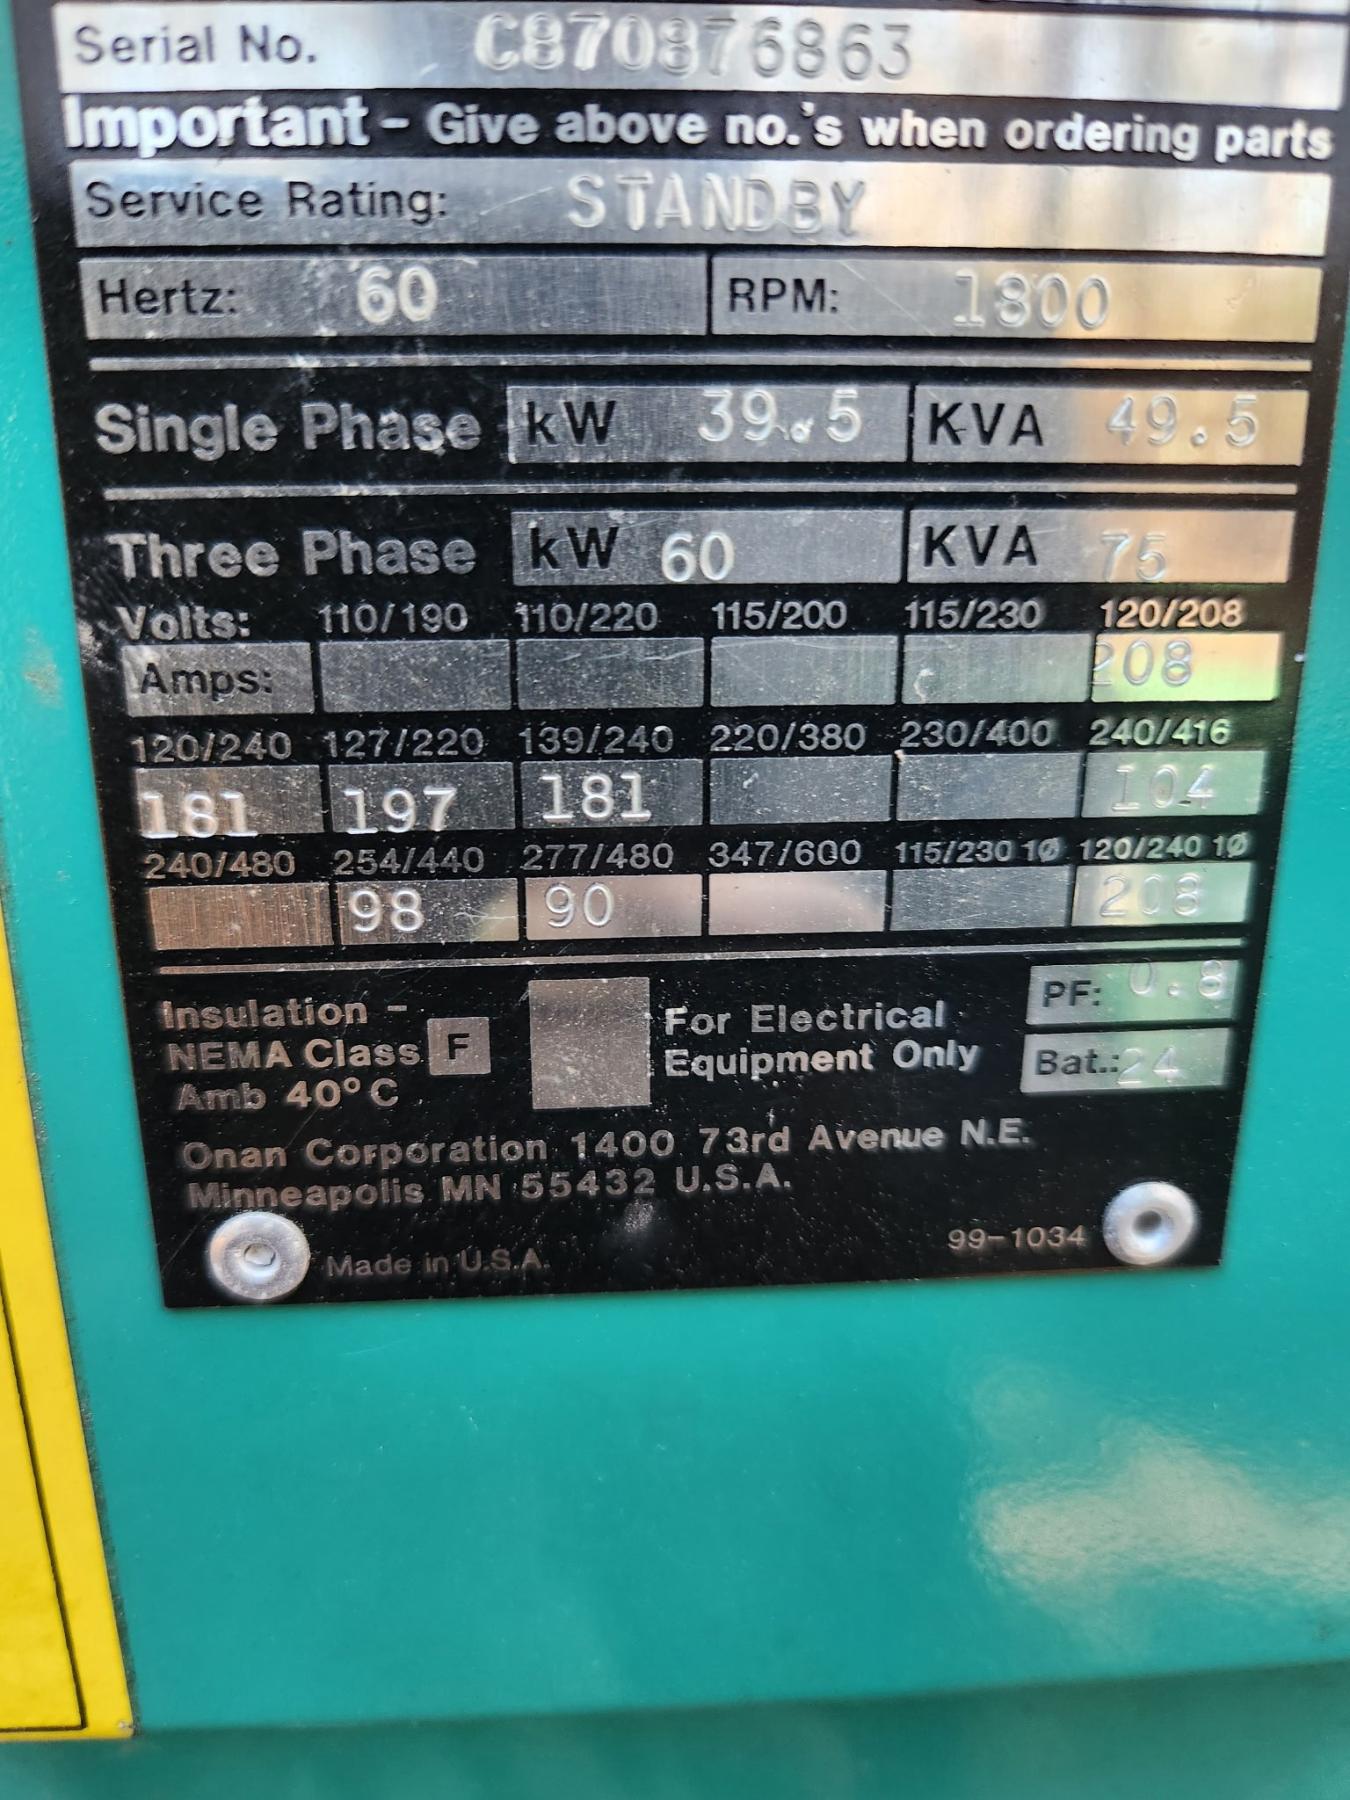 Serial No. C870876863
Important - Give above no.'s when ordering parts
Service Rating: STANDBY
Hertz: 60 RPM: 1800
Single Phase kW 39.5 KVA 49.5
Three Phase kW 60 KVA 75
Volts: 110/190 110/220 115/200 115/230 120/208
Amps: 208
120/240 127/220 139/240 220/380 230/400 240/416
181 197 181 104
240/480 254/440 277/480 347/600 115/230 1Ø 120/240 1Ø
98 90 208
Insulation -
NEMA Class F
Amb 40°C
For Electrical
Equipment Only
PF: 0.8
Bat.: 24
Onan Corporation 1400 73rd Avenue N.E.
Minneapolis MN 55432 U.S.A.
Made in U.S.A.
99-1034